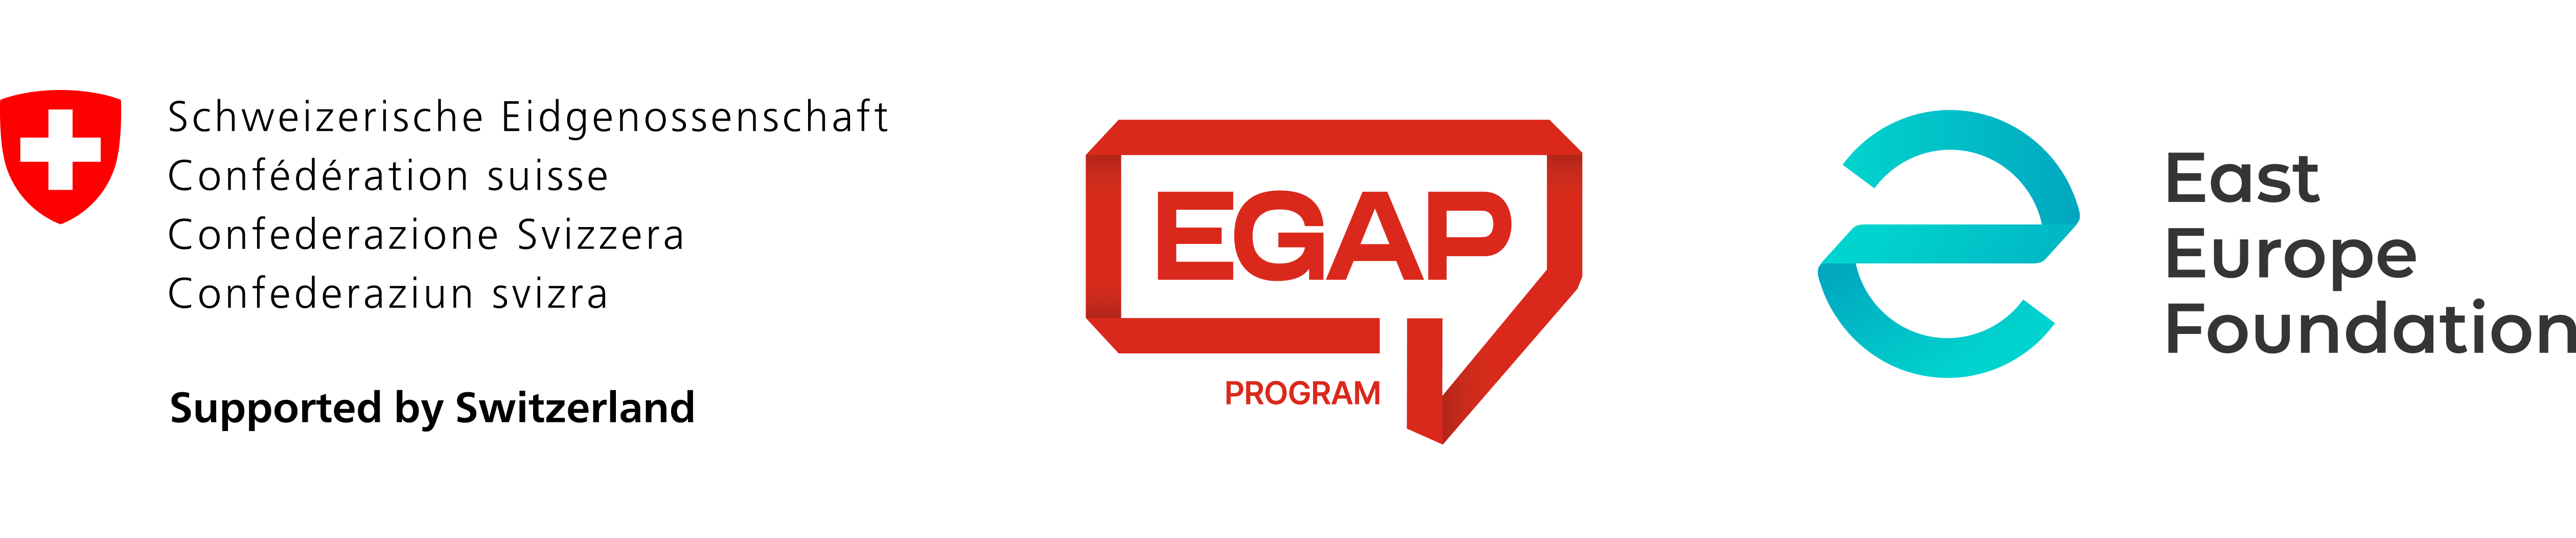 Schweizerische Eidgenossenschaft
Confédération suisse
Confederazione Svizzera
Confederaziun svizra
Supported by Switzerland
EGAP
PROGRAM
East
Europe
Foundation